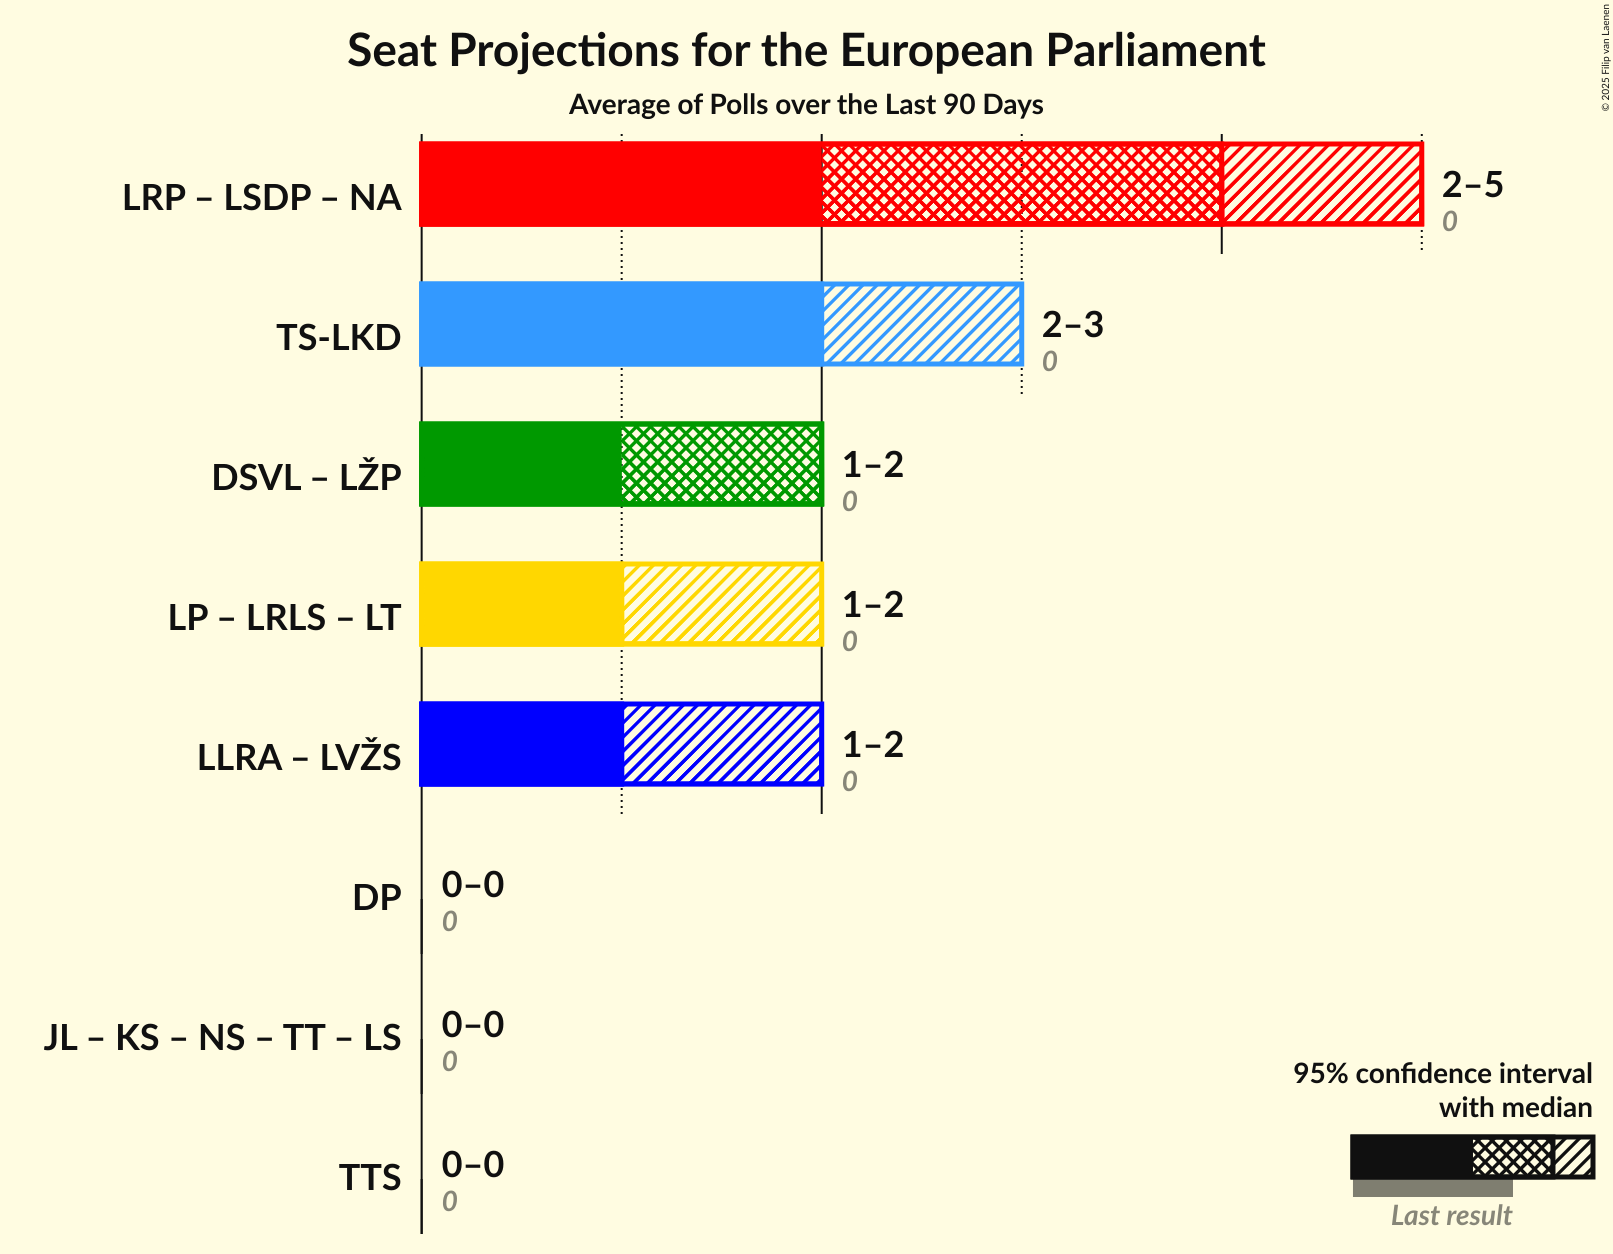 Seat Projections for the European Parliament
Average of Polls over the Last 90 Days
© 2025 Filip van Laenen
LRP – LSDP – NA
2–5
0
TS-LKD
2–3
0
DSVL – LŽP
1–2
0
LP – LRLS – LT
1–2
0
LLRA – LVŽS
1–2
0
DP
0–0
0
JL – KS – NS – TT – LS
0–0
0
TTS
0–0
0
95% confidence interval
with median
Last result